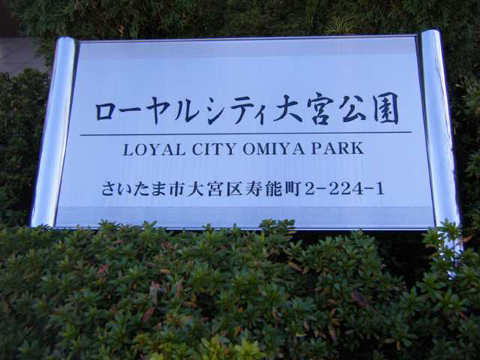 ローヤルシティ大宮公園
LOYAL CITY OMIYA PARK
さいたま市大宮区寿能町2-224-1